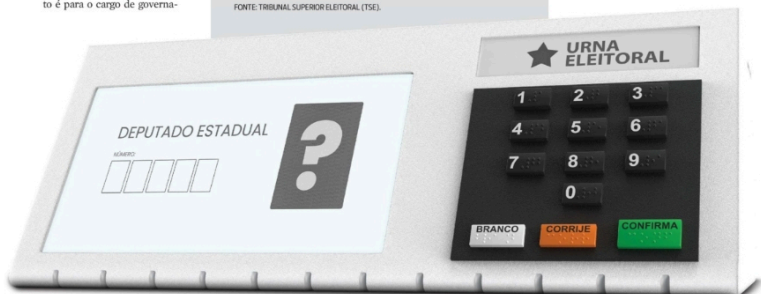 to é para o cargo de governa-
FONTE: TRIBUNAL SUPERIOR ELEITORAL (TSE).
URNA
ELEITORAL
DEPUTADO ESTADUAL
NÚMERO
?
1 2 3
4 5 6
7 8 9
0
BRANCO CORRIJE CONFIRMA